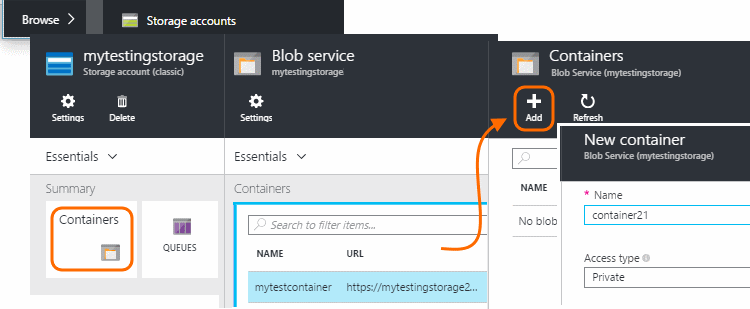 Browse >
Storage accounts
mytestingstorage
Storage account (classic)
Settings
Delete
Essentials
Summary
Containers
QUEUES
Blob service
mytestingstorage
Settings
Essentials
Containers
Search to filter items...
NAME URL
mytestcontainer https://mytestingstorage2...
Containers
Blob Service (mytestingstorage)
Add
Refresh
NAME
No blob
New container
Blob Service (mytestingstorage)
* Name
container21
Access type
Private